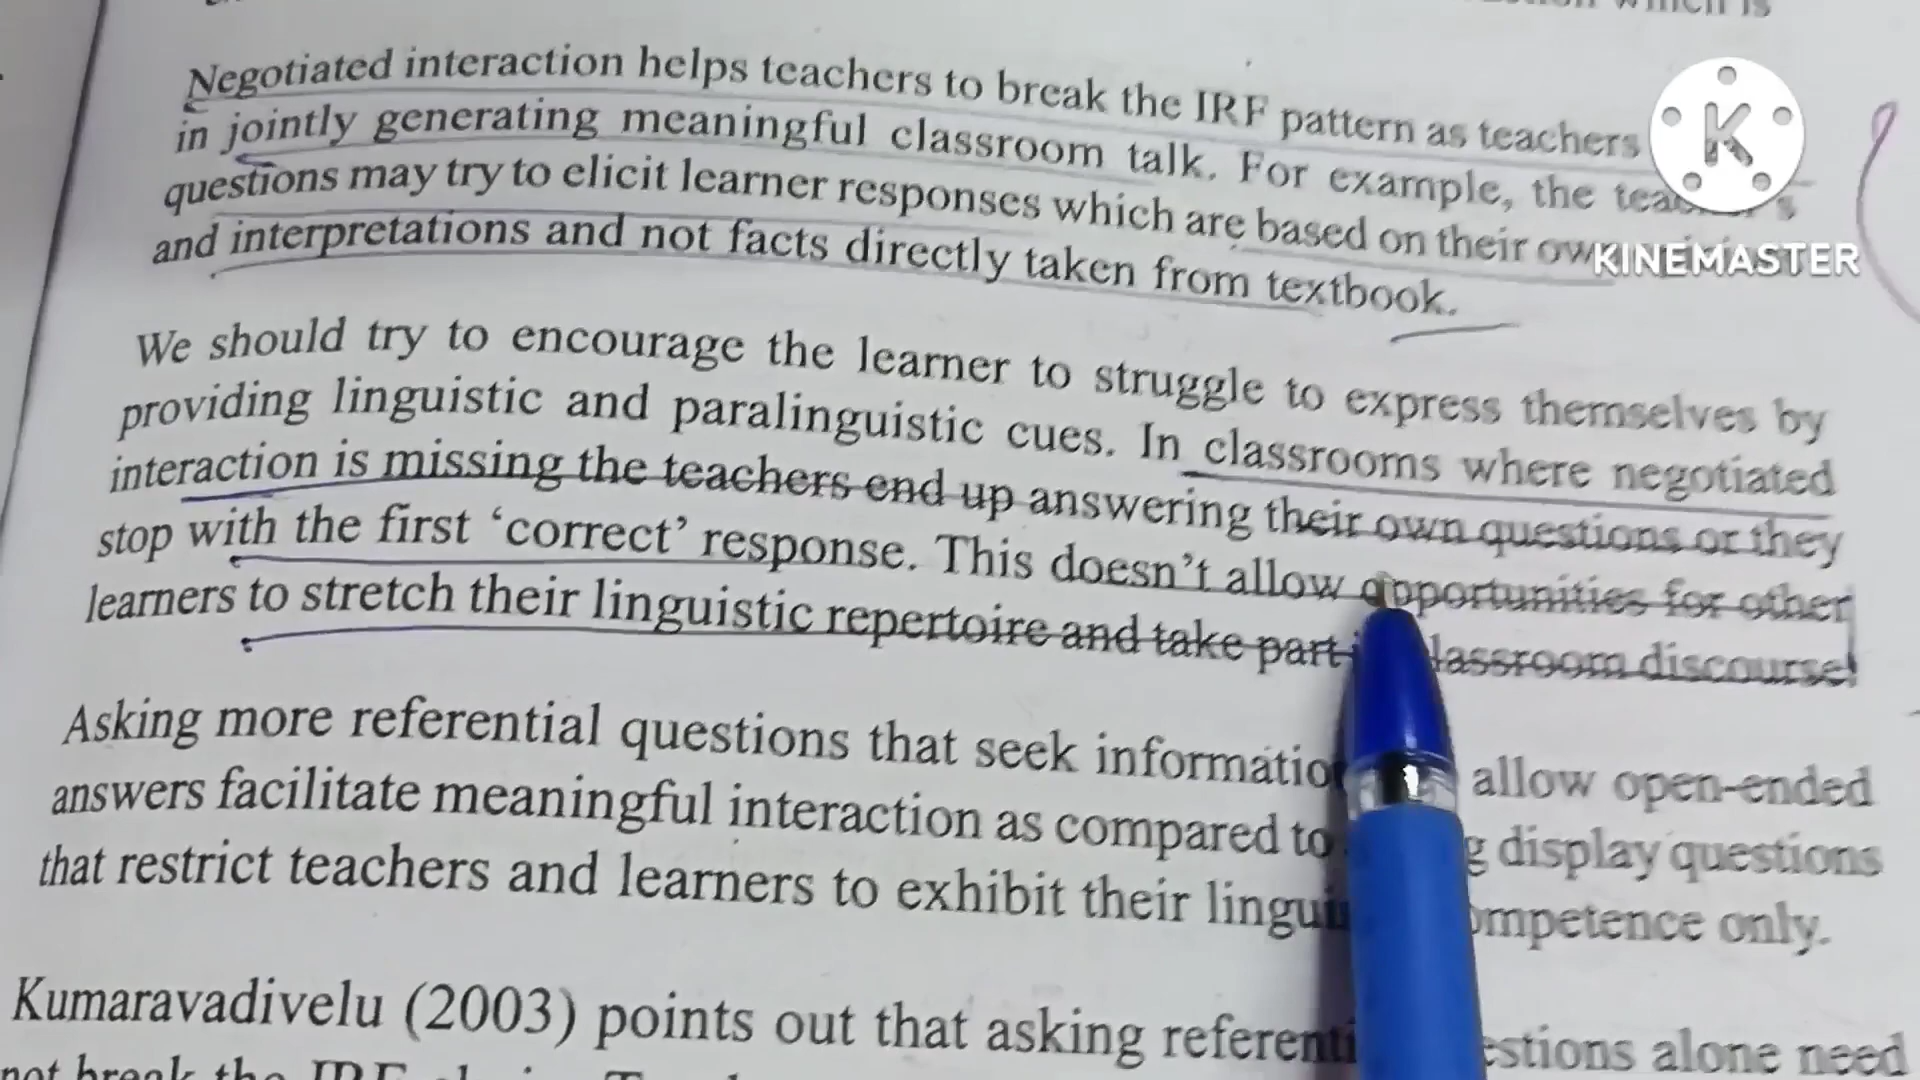 which is
Negotiated interaction helps teachers to break the IRF pattern as teachers
in jointly generating meaningful classroom talk. For example, the
questions may try to elicit learner responses which are based on their
and interpretations and not facts directly taken from textbook.
K
KINEMASTER
We should try to encourage the learner to struggle to express themselves by
providing linguistic and paralinguistic cues. In classrooms where negotiated
interaction is missing the teachers end up answering their own questions or they
stop with the first ‘correct’ response. This doesn’t allow opportunities for other
learners to stretch their linguistic repertoire and take part classroom discourse
Asking more referential questions that seek allow open-ended
answers facilitate meaningful interaction as compared to display questions
that restrict teachers and learners to exhibit their only.
Kumaravadivelu (2003) points out that asking alone need
not break the IRF